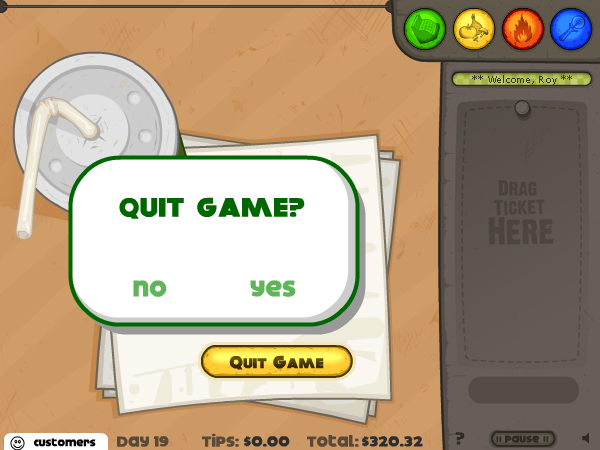 ** Welcome, Roy **
DRAG
TICKET
HERE
QUIT GAME?
no yes
QUIT GAME
customers Day 19 Tips: $0.00 Total: $320.32 ? PAUSE